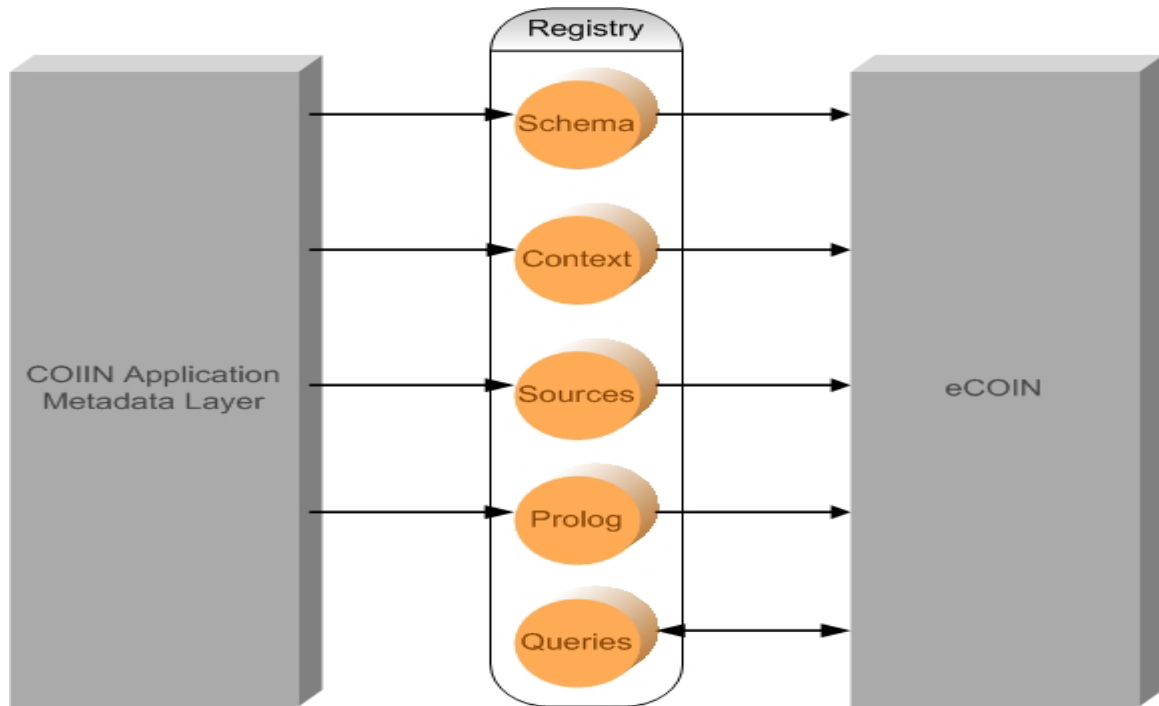 Registry
Schema
Context
COIIN Application
Metadata Layer
Sources
eCOIN
Prolog
Queries